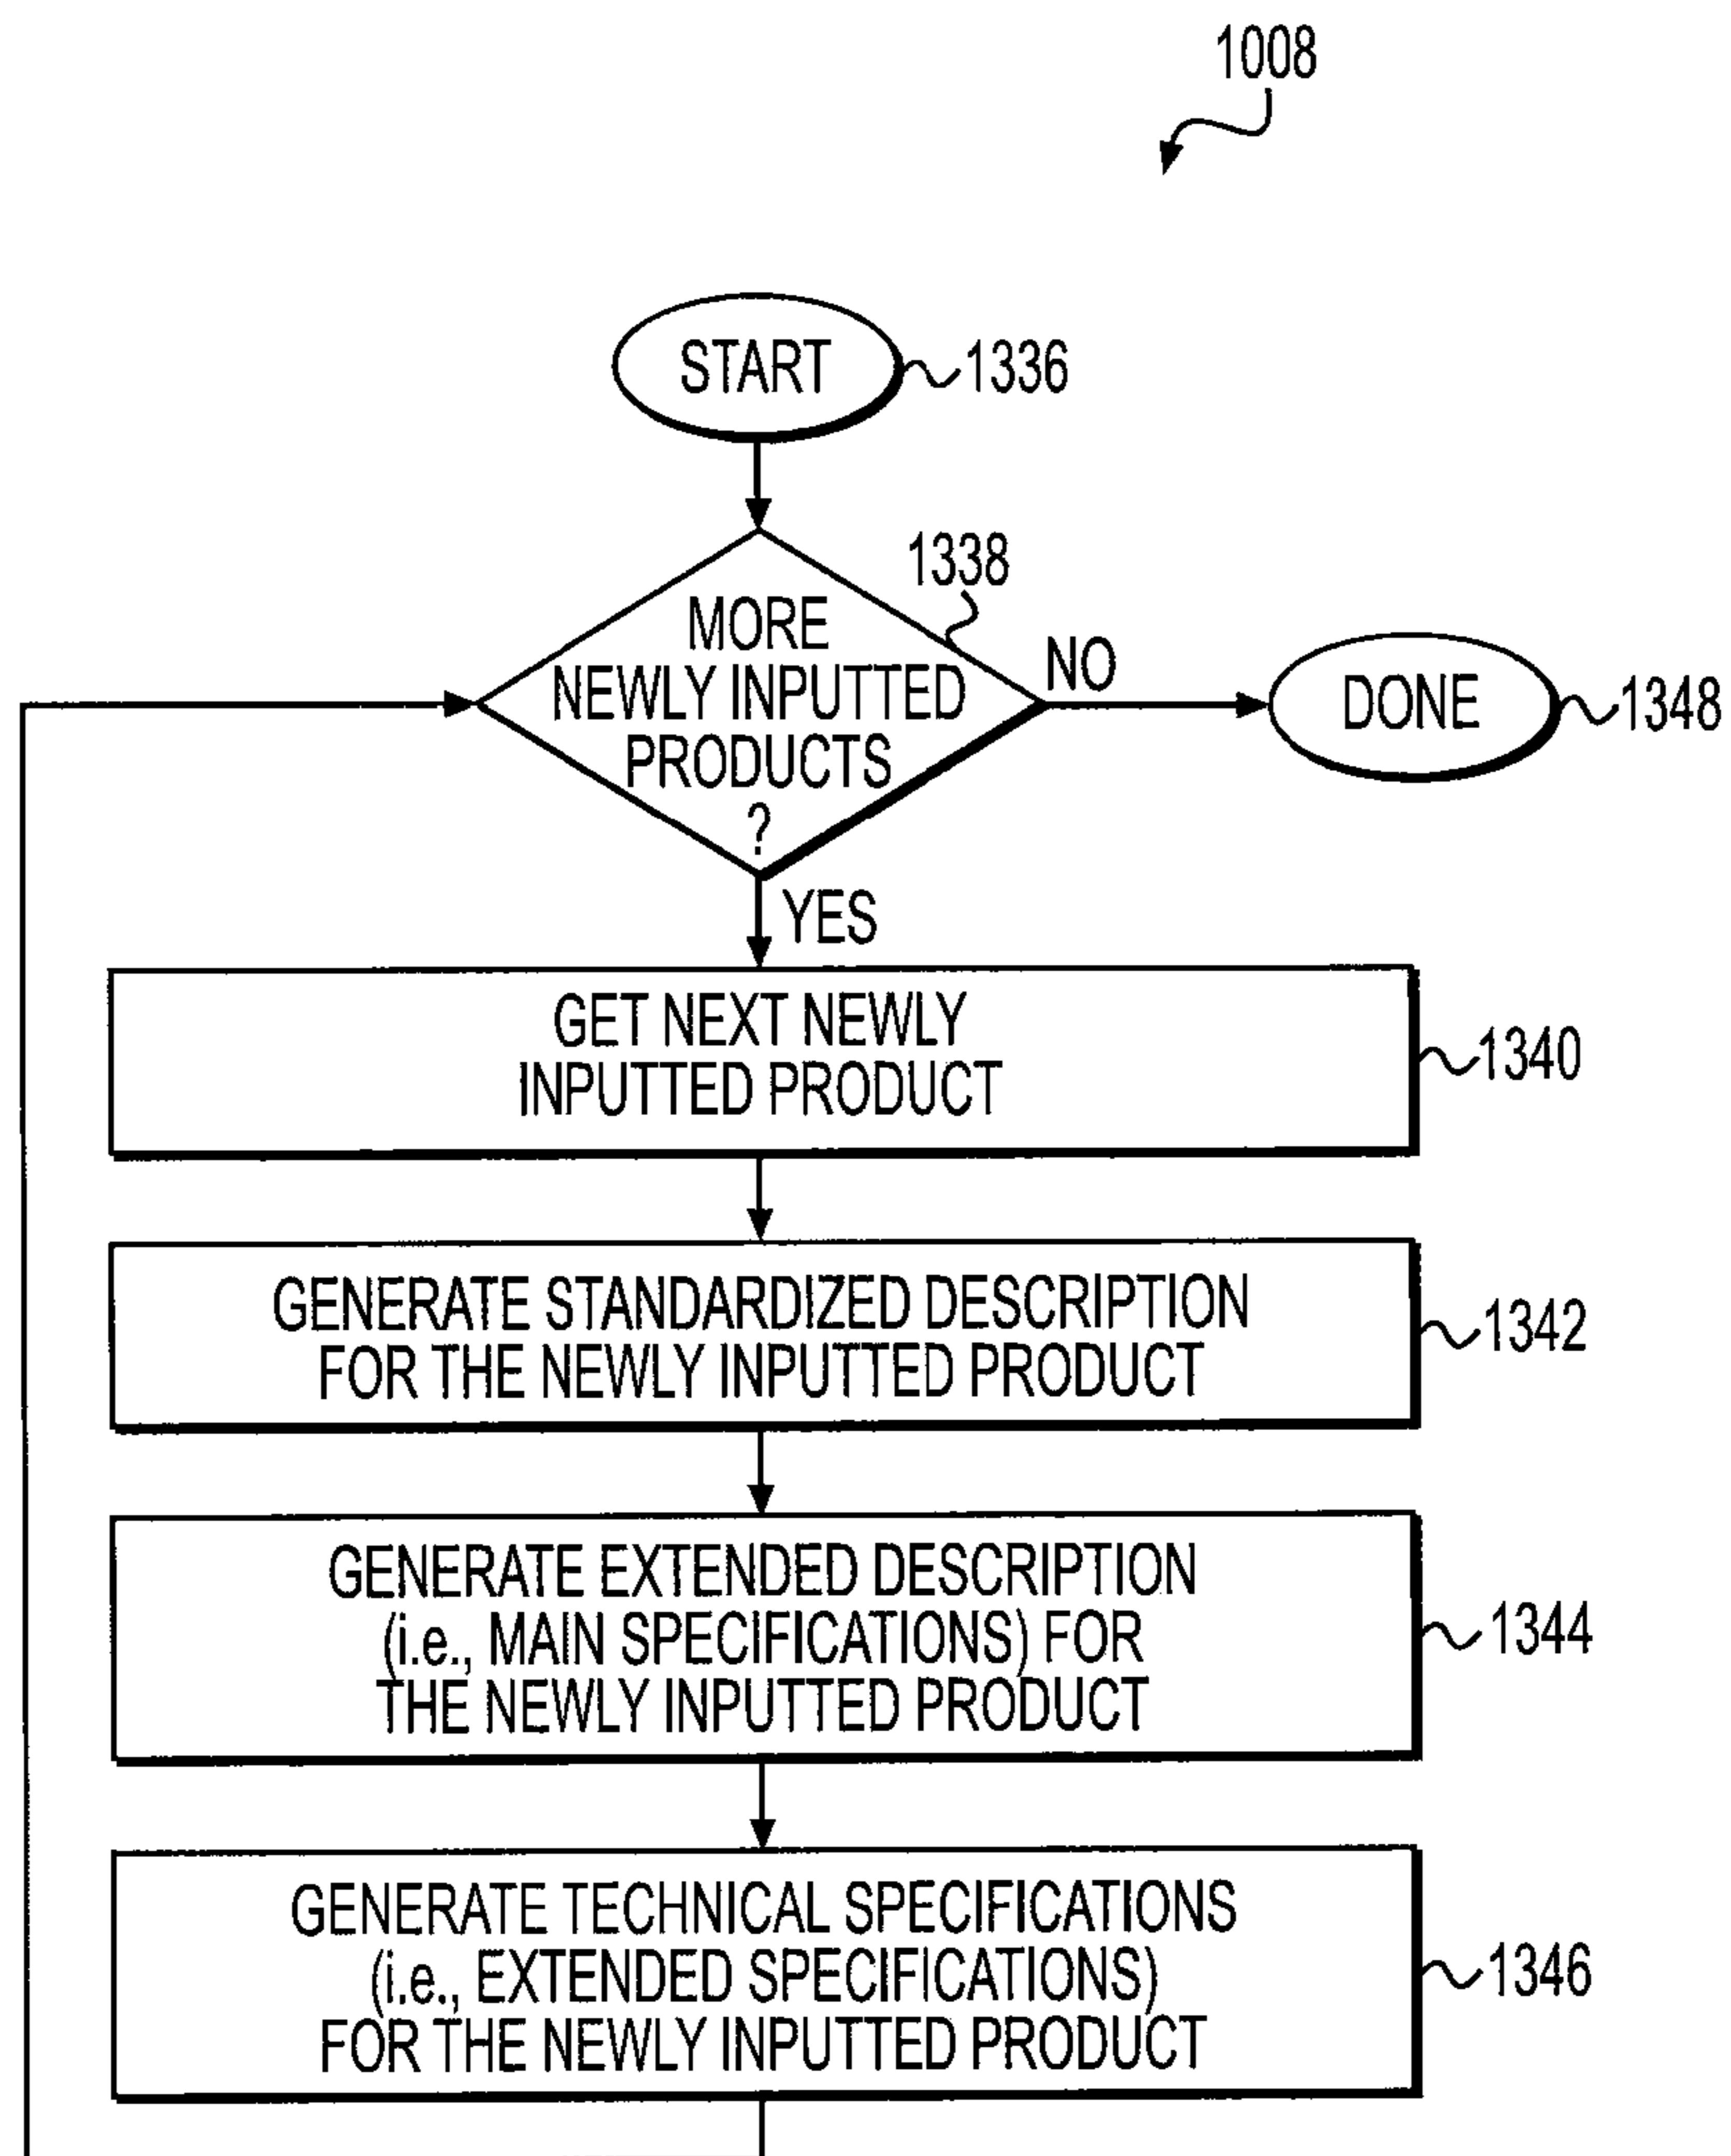 1008
START
1336
1338
MORE
NEWLY INPUTTED
PRODUCTS
?
NO
DONE
1348
YES
GET NEXT NEWLY
INPUTTED PRODUCT
1340
GENERATE STANDARDIZED DESCRIPTION
FOR THE NEWLY INPUTTED PRODUCT
1342
GENERATE EXTENDED DESCRIPTION
(i.e., MAIN SPECIFICATIONS) FOR
THE NEWLY INPUTTED PRODUCT
1344
GENERATE TECHNICAL SPECIFICATIONS
(i.e., EXTENDED SPECIFICATIONS)
FOR THE NEWLY INPUTTED PRODUCT
1346